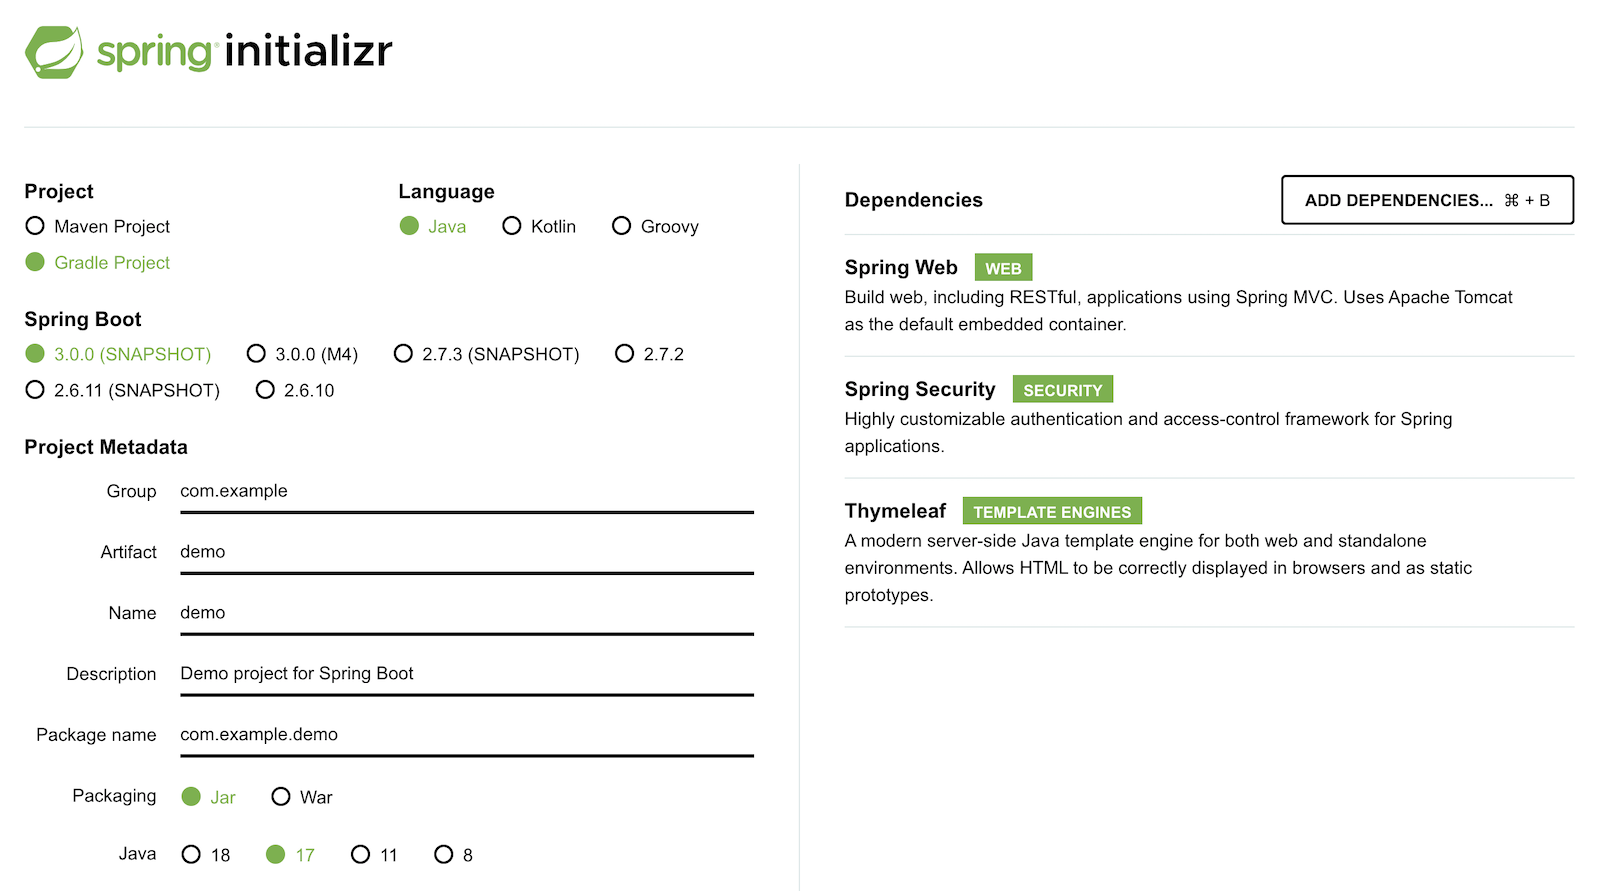 spring initializr
Project
Language
Maven Project
Java Kotlin Groovy
Gradle Project
Spring Boot
3.0.0 (SNAPSHOT) 3.0.0 (M4) 2.7.3 (SNAPSHOT) 2.7.2
2.6.11 (SNAPSHOT) 2.6.10
Project Metadata
Group com.example
Artifact demo
Name demo
Description Demo project for Spring Boot
Package name com.example.demo
Packaging Jar War
Java 18 17 11 8
Dependencies
ADD DEPENDENCIES... ⌘ + B
Spring Web WEB
Build web, including RESTful, applications using Spring MVC. Uses Apache Tomcat
as the default embedded container.
Spring Security SECURITY
Highly customizable authentication and access-control framework for Spring
applications.
Thymeleaf TEMPLATE ENGINES
A modern server-side Java template engine for both web and standalone
environments. Allows HTML to be correctly displayed in browsers and as static
prototypes.